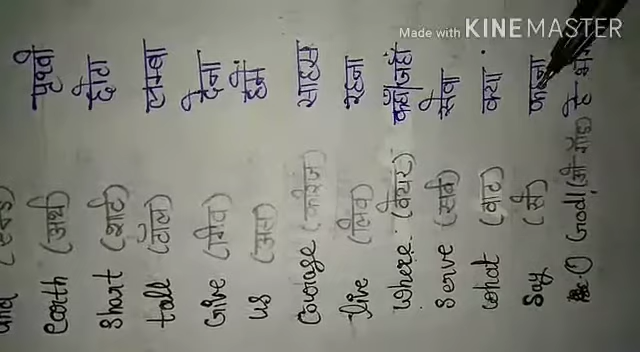 Made with KINEMASTER
Earth (अर्थ) पृथ्वी
Short (शार्ट) छोटा
tall (टॉल) लम्बा
Give (गिव) देना
us (अस) हमें
Courage (करेज) साहस
live (लिव) रहना
Where (वेयर) कहाँ/जहाँ
Serve (सर्व) सेवा
What (वाट) क्या
Say (से) कहना
O God! (ओ गॉड) हे